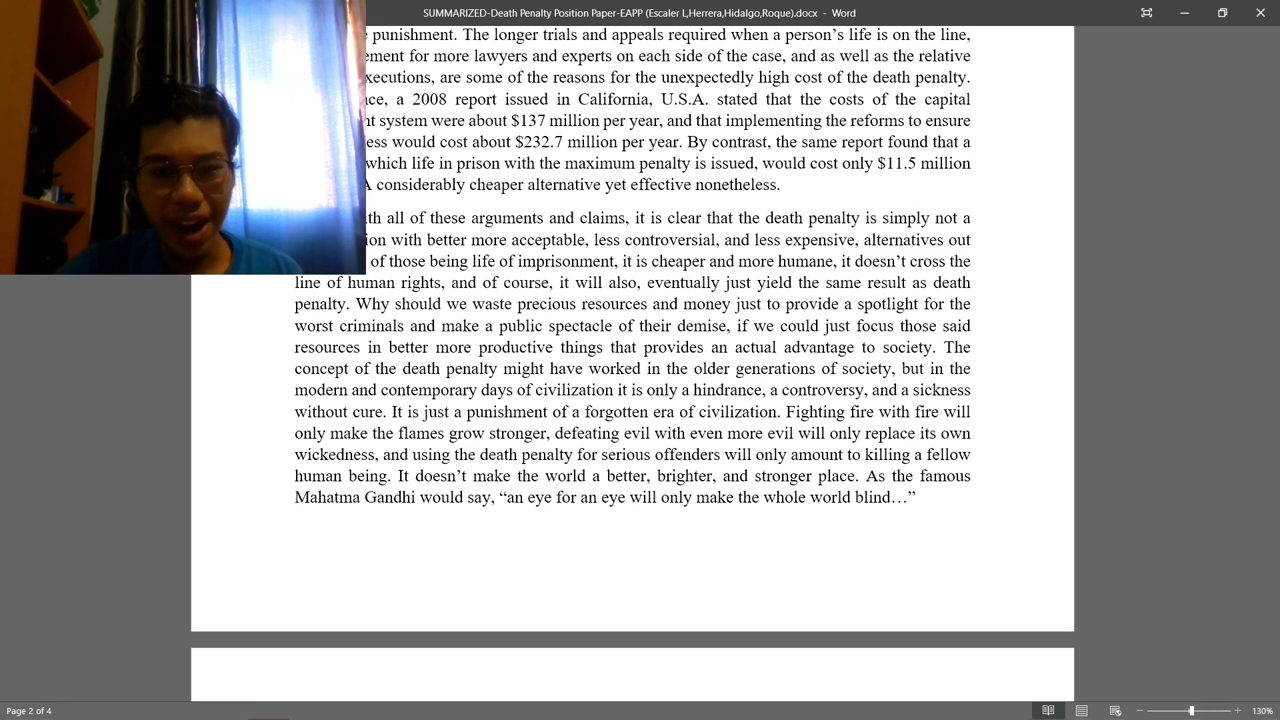 SUMMARIZED-Death Penalty Position Paper-EAPP (Escaler L,Herrera,Hidalgo,Roque).docx - Word
punishment. The longer trials and appeals required when a person’s life is on the line,
ement for more lawyers and experts on each side of the case, and as well as the relative
xecutions, are some of the reasons for the unexpectedly high cost of the death penalty.
ce, a 2008 report issued in California, U.S.A. stated that the costs of the capital
t system were about $137 million per year, and that implementing the reforms to ensure
ess would cost about $232.7 million per year. By contrast, the same report found that a
which life in prison with the maximum penalty is issued, would cost only $11.5 million
A considerably cheaper alternative yet effective nonetheless.
th all of these arguments and claims, it is clear that the death penalty is simply not a
ion with better more acceptable, less controversial, and less expensive, alternatives out
of those being life of imprisonment, it is cheaper and more humane, it doesn’t cross the
line of human rights, and of course, it will also, eventually just yield the same result as death
penalty. Why should we waste precious resources and money just to provide a spotlight for the
worst criminals and make a public spectacle of their demise, if we could just focus those said
resources in better more productive things that provides an actual advantage to society. The
concept of the death penalty might have worked in the older generations of society, but in the
modern and contemporary days of civilization it is only a hindrance, a controversy, and a sickness
without cure. It is just a punishment of a forgotten era of civilization. Fighting fire with fire will
only make the flames grow stronger, defeating evil with even more evil will only replace its own
wickedness, and using the death penalty for serious offenders will only amount to killing a fellow
human being. It doesn’t make the world a better, brighter, and stronger place. As the famous
Mahatma Gandhi would say, “an eye for an eye will only make the whole world blind…”
Page 2 of 4
130%